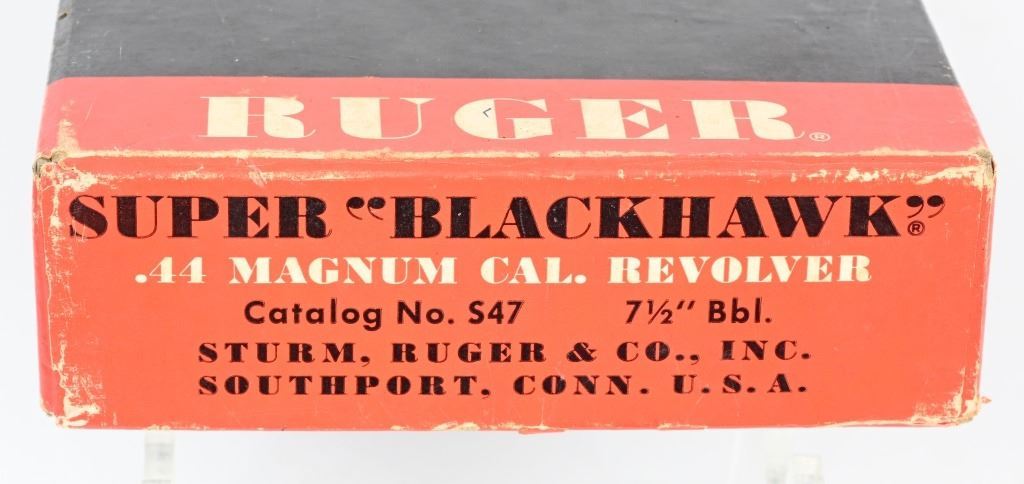 RUGER®
SUPER “BLACKHAWK”®
.44 MAGNUM CAL. REVOLVER
Catalog No. S47 7½" Bbl.
STURM, RUGER & CO., INC.
SOUTHPORT, CONN. U. S. A.